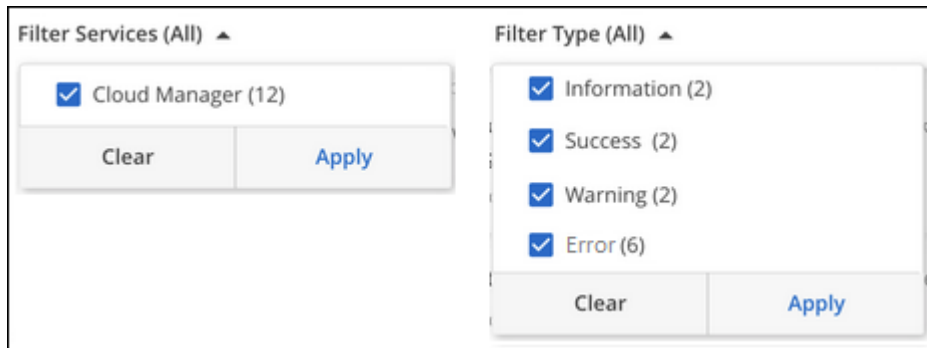 Filter Services (All)
Cloud Manager (12)
Clear Apply
Filter Type (All)
Information (2)
Success (2)
Warning (2)
Error (6)
Clear Apply